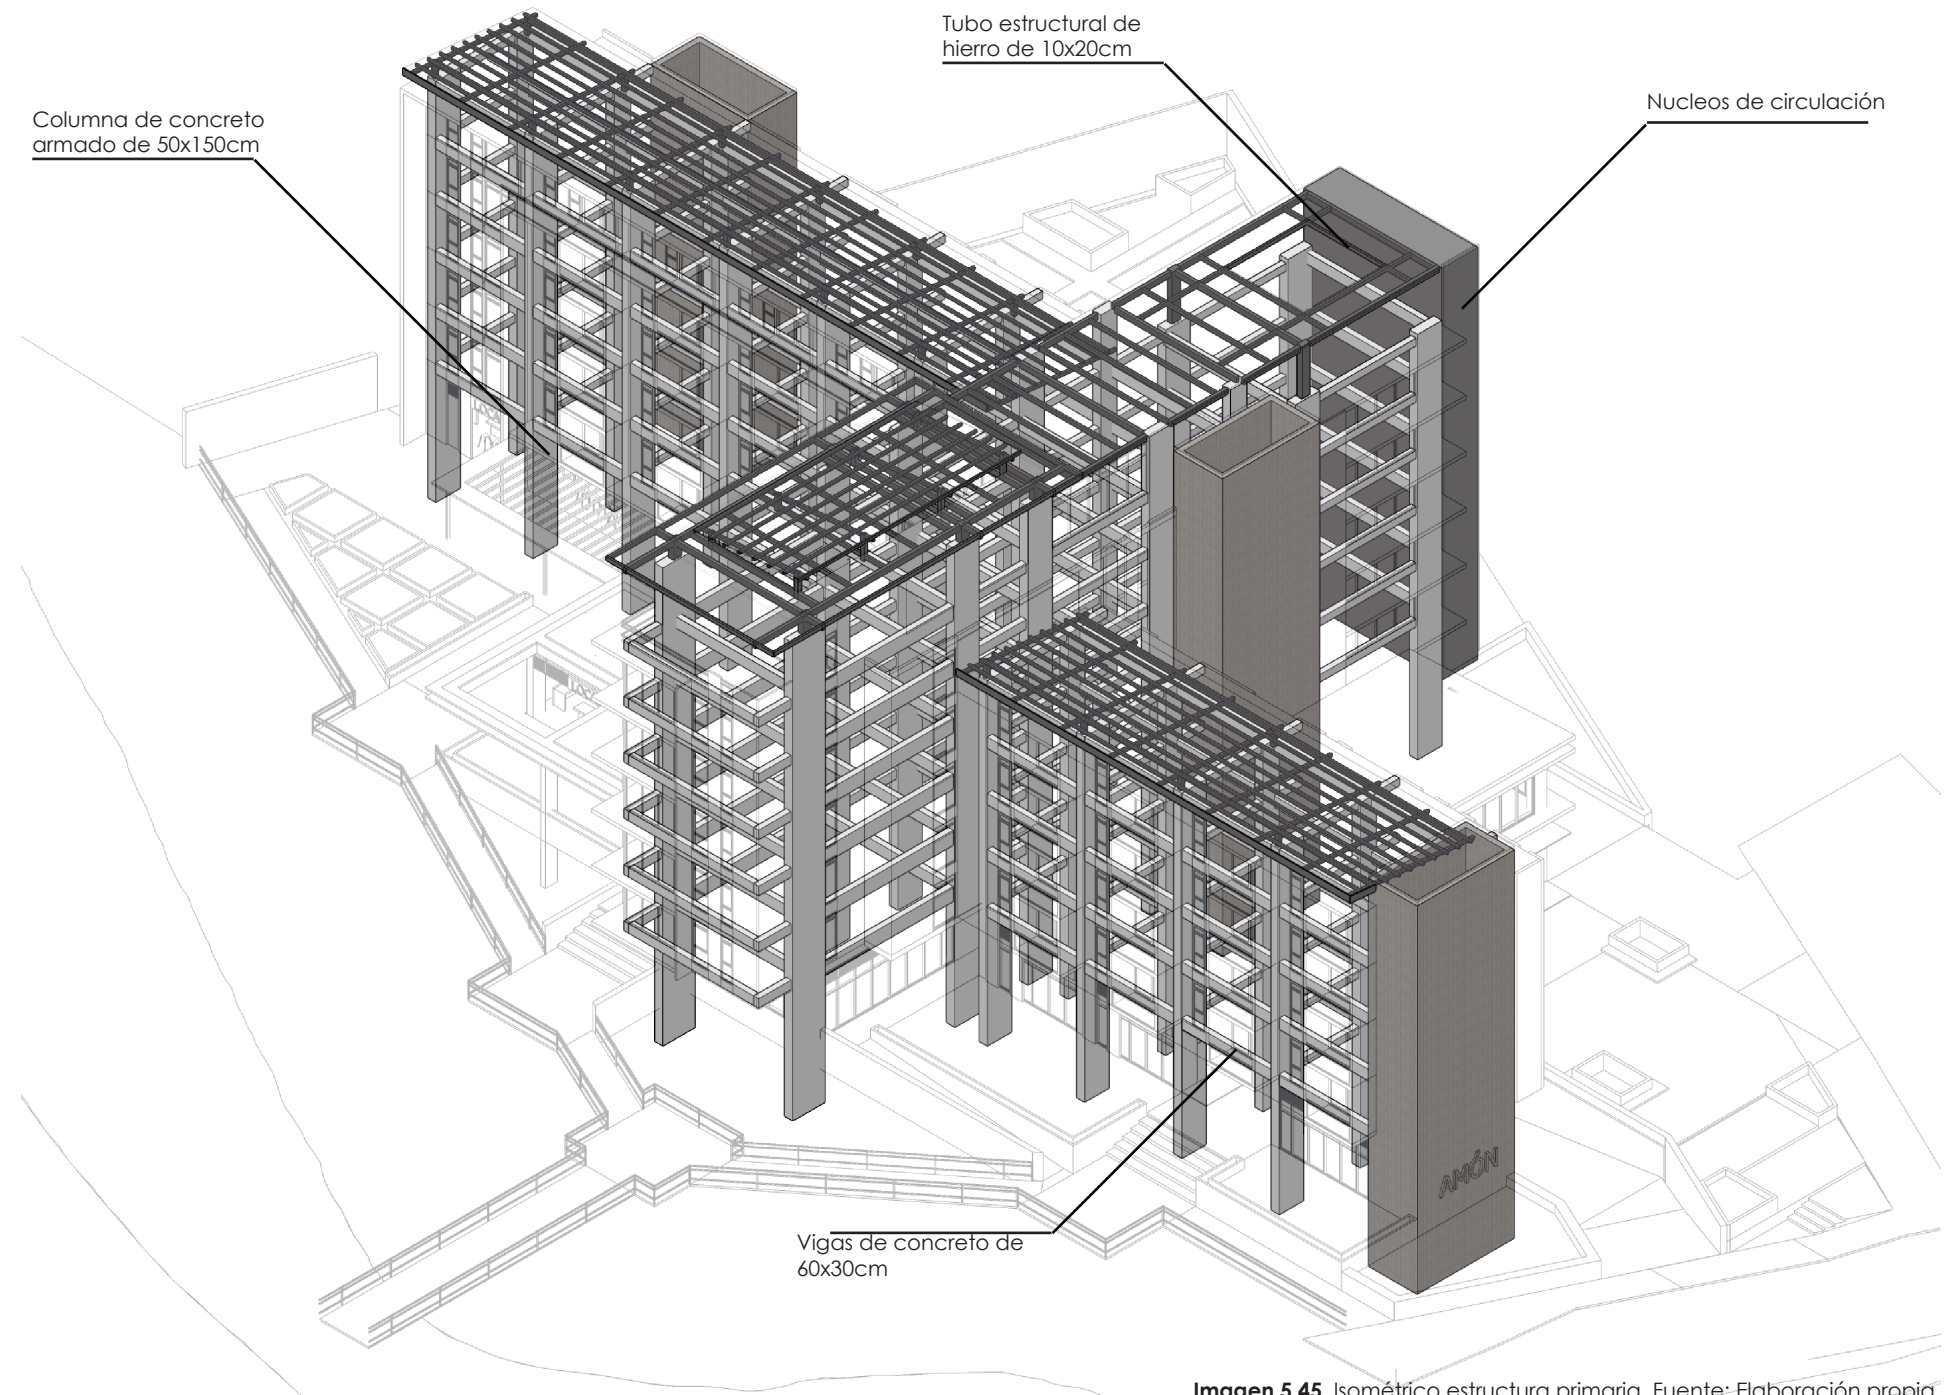 Tubo estructural de
hierro de 10x20cm
Nucleos de circulación
Columna de concreto
armado de 50x150cm
AMÓN
Vigas de concreto de
60x30cm
Imagen 5.45. Isométrico estructura primaria. Fuente: Elaboración propia